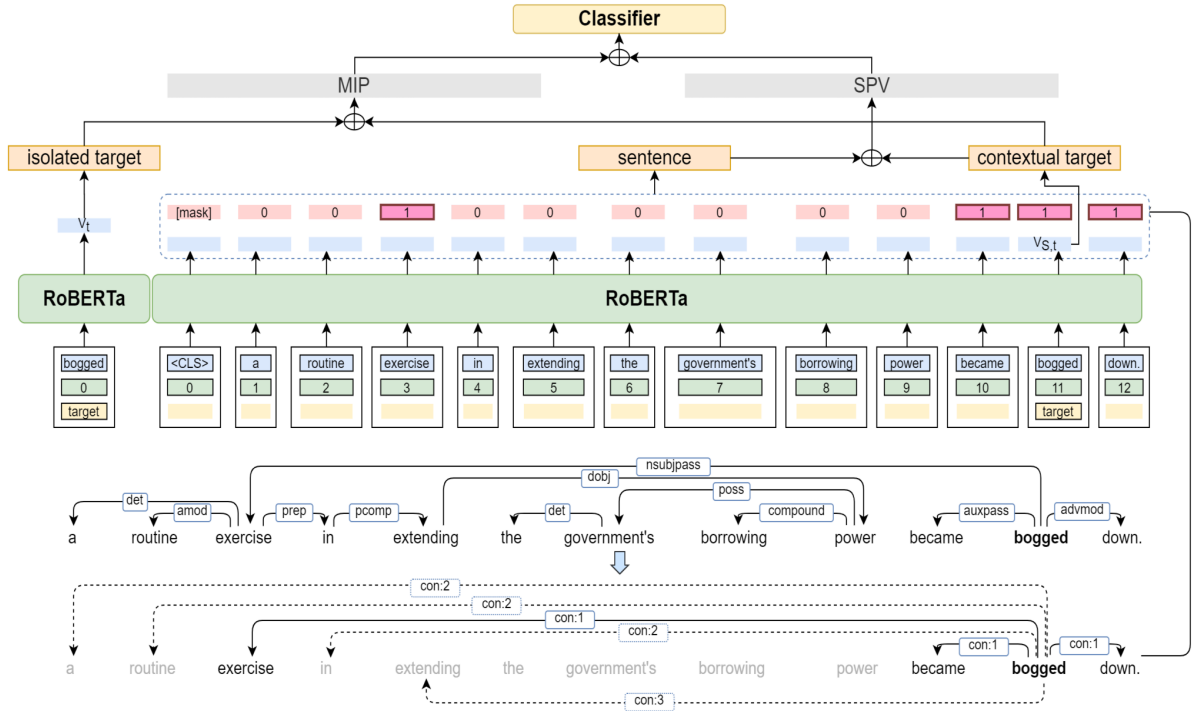 Classifier
MIP SPV
isolated target sentence contextual target
[mask] 0 0 1 0 0 0 0 0 0 1 1 1
Vt VS,t
RoBERTa RoBERTa
bogged <CLS> a routine exercise in extending the government's borrowing power became bogged down.
0 0 1 2 3 4 5 6 7 8 9 10 11 12
target target
nsubjpass
dobj
det poss
amod prep pcomp det compound auxpass advmod
a routine exercise in extending the government's borrowing power became bogged down.
con:2
con:2
con:1
con:2
con:1 con:1
a routine exercise in extending the government's borrowing power became bogged down.
con:3